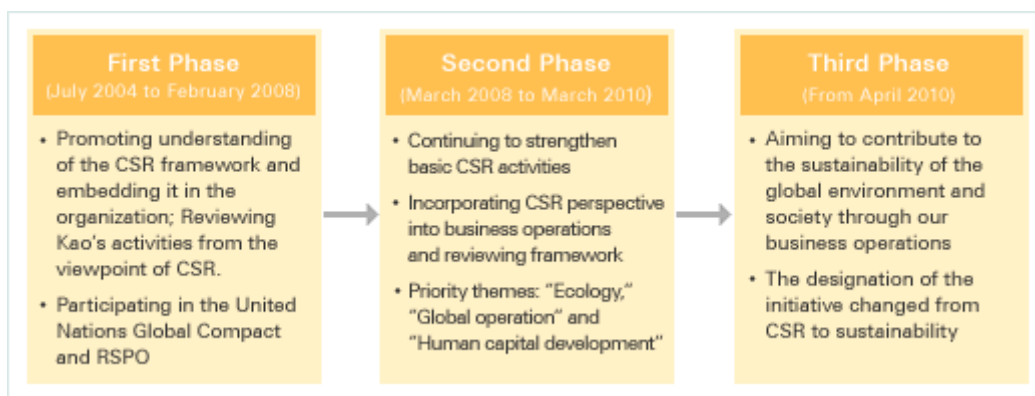 First Phase
(July 2004 to February 2008)
• Promoting understanding
of the CSR framework and
embedding it in the
organization; Reviewing
Kao's activities from the
viewpoint of CSR.
• Participating in the United
Nations Global Compact
and RSPO
Second Phase
(March 2008 to March 2010)
• Continuing to strengthen
basic CSR activities
• Incorporating CSR perspective
into business operations
and reviewing framework
• Priority themes: "Ecology,"
"Global operation" and
"Human capital development"
Third Phase
(From April 2010)
• Aiming to contribute to
the sustainability of the
global environment and
society through our
business operations
• The designation of the
initiative changed from
CSR to sustainability